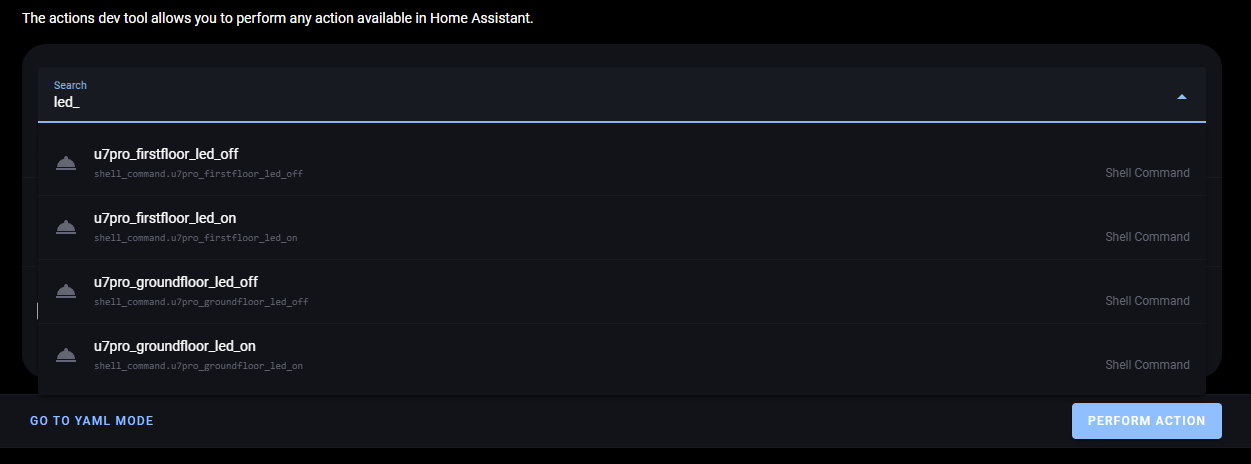 The actions dev tool allows you to perform any action available in Home Assistant.
Search
led_
u7pro_firstfloor_led_off
shell_command.u7pro_firstfloor_led_off
Shell Command
u7pro_firstfloor_led_on
shell_command.u7pro_firstfloor_led_on
Shell Command
u7pro_groundfloor_led_off
shell_command.u7pro_groundfloor_led_off
Shell Command
u7pro_groundfloor_led_on
shell_command.u7pro_groundfloor_led_on
Shell Command
GO TO YAML MODE
PERFORM ACTION